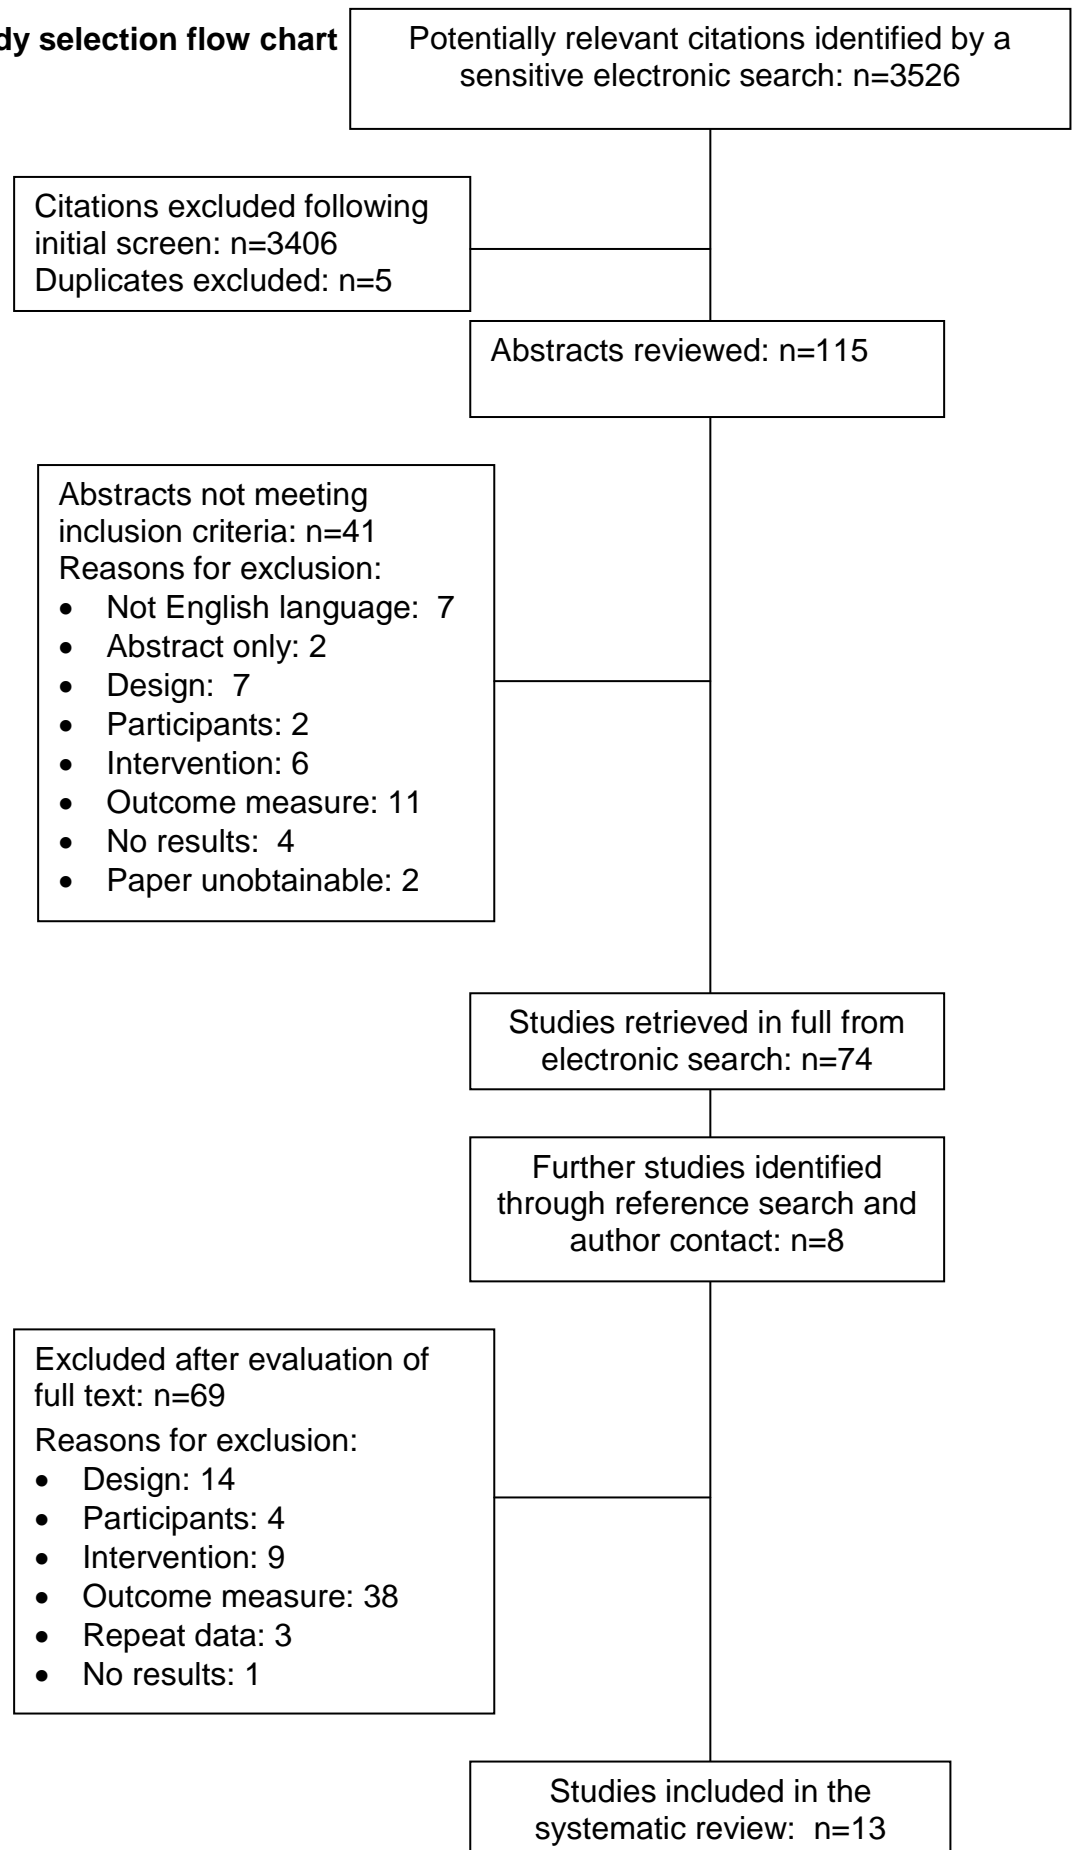 dy selection flow chart
Potentially relevant citations identified by a
sensitive electronic search: n=3526
Citations excluded following
initial screen: n=3406
Duplicates excluded: n=5
Abstracts reviewed: n=115
Abstracts not meeting
inclusion criteria: n=41
Reasons for exclusion:
• Not English language: 7
• Abstract only: 2
• Design: 7
• Participants: 2
• Intervention: 6
• Outcome measure: 11
• No results: 4
• Paper unobtainable: 2
Studies retrieved in full from
electronic search: n=74
Further studies identified
through reference search and
author contact: n=8
Excluded after evaluation of
full text: n=69
Reasons for exclusion:
• Design: 14
• Participants: 4
• Intervention: 9
• Outcome measure: 38
• Repeat data: 3
• No results: 1
Studies included in the
systematic review: n=13